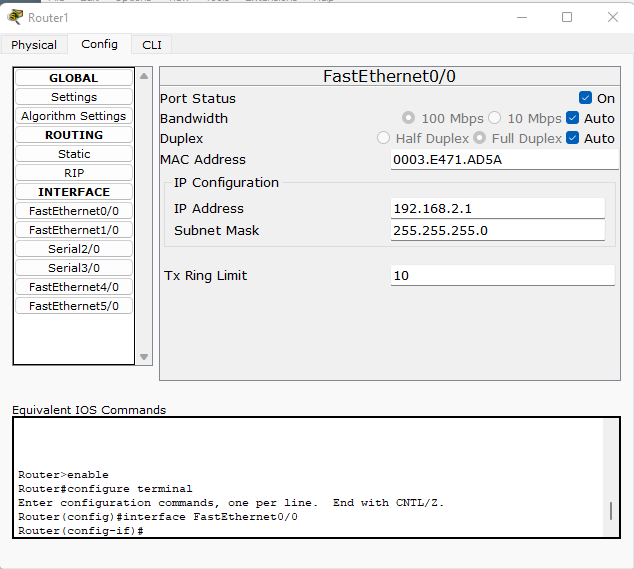 Router1
Physical Config CLI
GLOBAL
Settings
Algorithm Settings
ROUTING
Static
RIP
INTERFACE
FastEthernet0/0
FastEthernet1/0
Serial2/0
Serial3/0
FastEthernet4/0
FastEthernet5/0
FastEthernet0/0
Port Status On
Bandwidth 100 Mbps 10 Mbps Auto
Duplex Half Duplex Full Duplex Auto
MAC Address 0003.E471.AD5A
IP Configuration
IP Address 192.168.2.1
Subnet Mask 255.255.255.0
Tx Ring Limit 10
Equivalent IOS Commands
Router>enable
Router#configure terminal
Enter configuration commands, one per line.  End with CNTL/Z.
Router(config)#interface FastEthernet0/0
Router(config-if)#